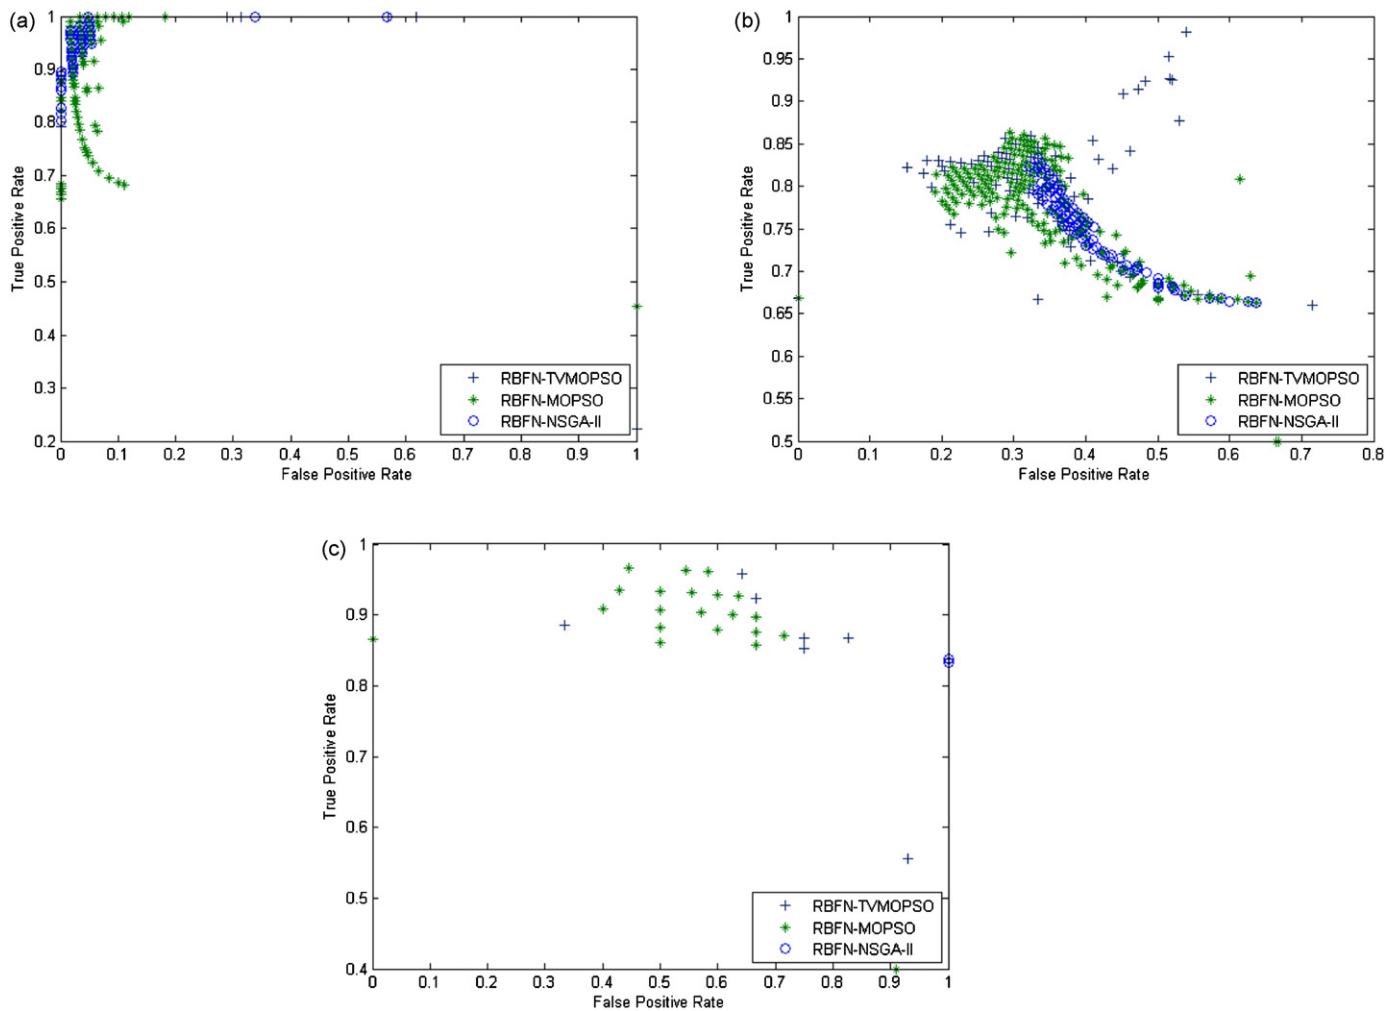 (a)
1
0.9
0.8
0.7
0.6
0.5
0.4
0.3
0.2
True Positive Rate
0 0.1 0.2 0.3 0.4 0.5 0.6 0.7 0.8 0.9 1
False Positive Rate
RBFN-TVMOPSO
RBFN-MOPSO
RBFN-NSGA-II
(b)
1
0.95
0.9
0.85
0.8
0.75
0.7
0.65
0.6
0.55
0.5
True Positive Rate
0 0.1 0.2 0.3 0.4 0.5 0.6 0.7 0.8
False Positive Rate
RBFN-TVMOPSO
RBFN-MOPSO
RBFN-NSGA-II
(c)
1
0.9
0.8
0.7
0.6
0.5
0.4
True Positive Rate
0 0.1 0.2 0.3 0.4 0.5 0.6 0.7 0.8 0.9 1
False Positive Rate
RBFN-TVMOPSO
RBFN-MOPSO
RBFN-NSGA-II